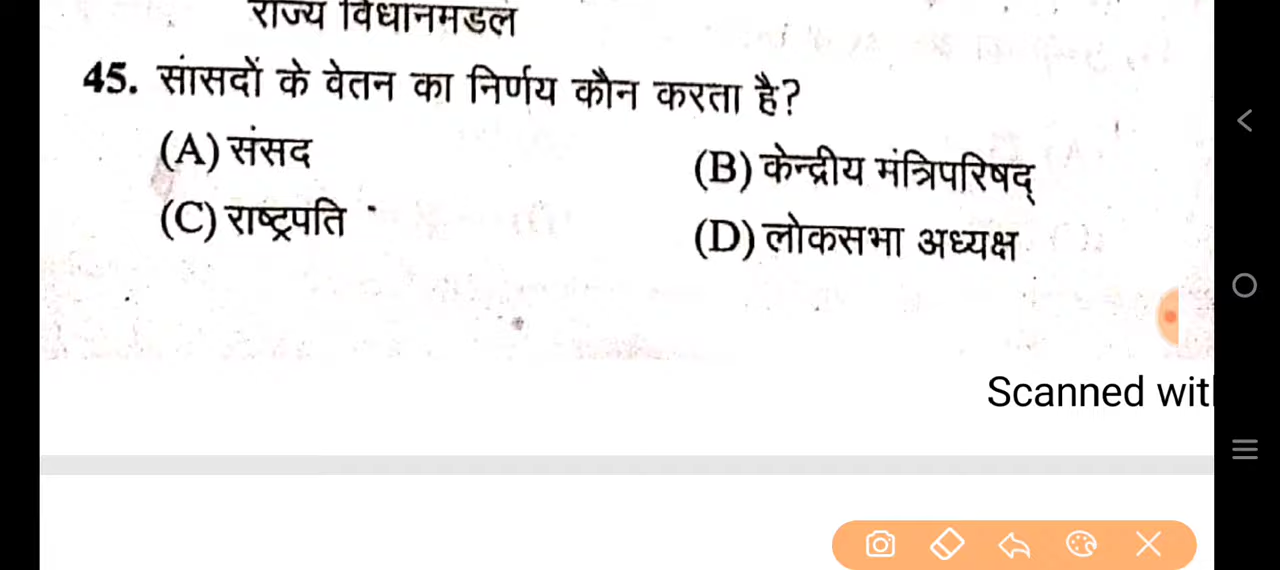 राज्य विधानमंडल
45. सांसदों के वेतन का निर्णय कौन करता है?
(A) संसद
(B) केन्द्रीय मंत्रिपरिषद्
(C) राष्ट्रपति
(D) लोकसभा अध्यक्ष
Scanned wit